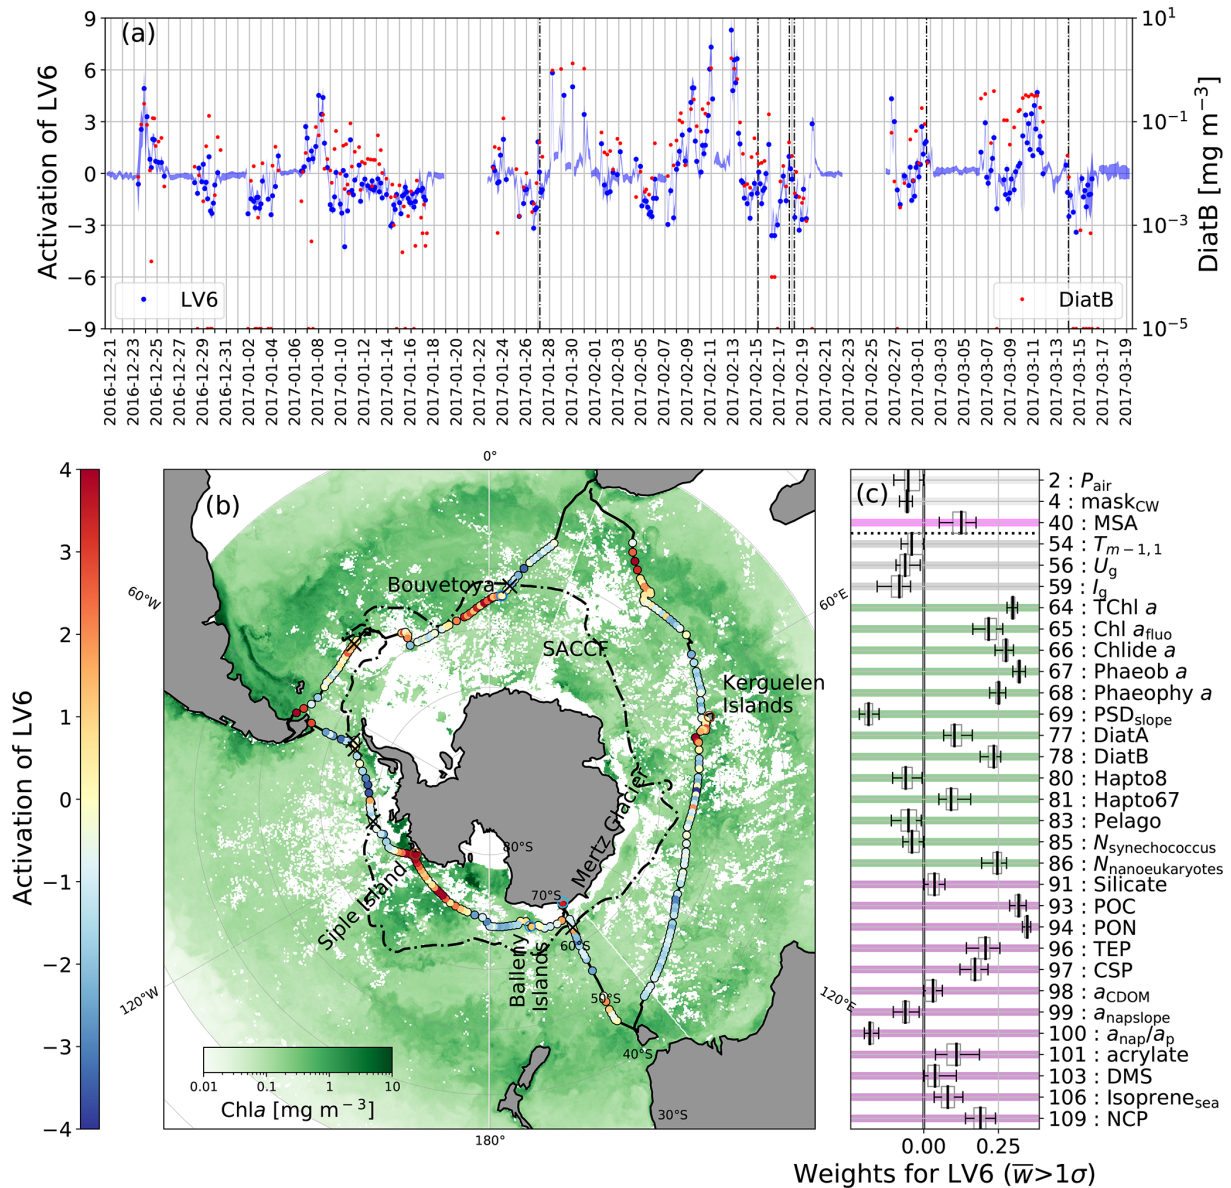 (a)
Activation of LV6
9
6
3
0
−3
−6
−9
10^1
10^-1
10^-3
10^-5
DiatB [mg m^−3]
LV6
DiatB
2016-12-21
2016-12-23
2016-12-25
2016-12-27
2016-12-29
2016-12-31
2017-01-02
2017-01-04
2017-01-06
2017-01-08
2017-01-10
2017-01-12
2017-01-14
2017-01-16
2017-01-18
2017-01-20
2017-01-22
2017-01-24
2017-01-26
2017-01-28
2017-01-30
2017-02-01
2017-02-03
2017-02-05
2017-02-07
2017-02-09
2017-02-11
2017-02-13
2017-02-15
2017-02-17
2017-02-19
2017-02-21
2017-02-23
2017-02-25
2017-02-27
2017-03-01
2017-03-03
2017-03-05
2017-03-07
2017-03-09
2017-03-11
2017-03-13
2017-03-15
2017-03-17
2017-03-19
Activation of LV6
4
3
2
1
0
−1
−2
−3
−4
(b)
0°
60°W
60°E
120°W
120°E
180°
Bouvetoya
SACCF
Kerguelen
Islands
Mertz Glacier
Siple Island
Balleny
Islands
80°S
70°S
60°S
50°S
40°S
30°S
0.01
0.1
1
10
Chla [mg m^−3]
(c)
2 : P_air
4 : mask_CW
40 : MSA
54 : T_m−1,1
56 : U_g
59 : I_g
64 : TChl a
65 : Chl a_fluo
66 : Chlide a
67 : Phaeob a
68 : Phaeophy a
69 : PSD_slope
77 : DiatA
78 : DiatB
80 : Hapto8
81 : Hapto67
83 : Pelago
85 : N_synechococcus
86 : N_nanoeukaryotes
91 : Silicate
93 : POC
94 : PON
96 : TEP
97 : CSP
98 : a_CDOM
99 : a_napslope
100 : a_nap/a_p
101 : acrylate
103 : DMS
106 : Isoprene_sea
109 : NCP
0.00
0.25
Weights for LV6 (w̅>1σ)